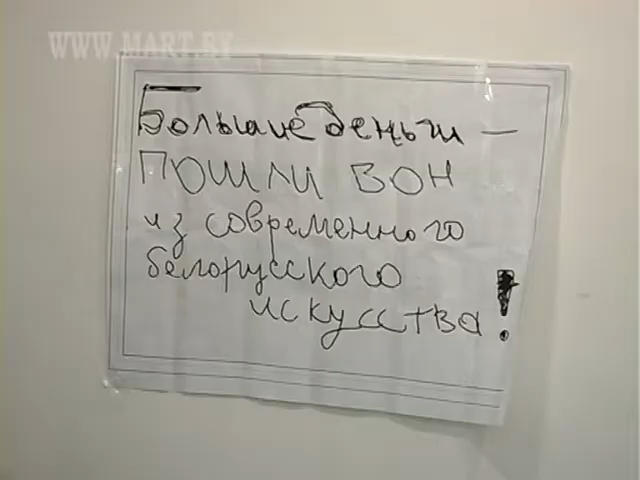 WWW.MART.BY
Большие деньги —
ПОШЛИ ВОН
из современного
белорусского
искусства!